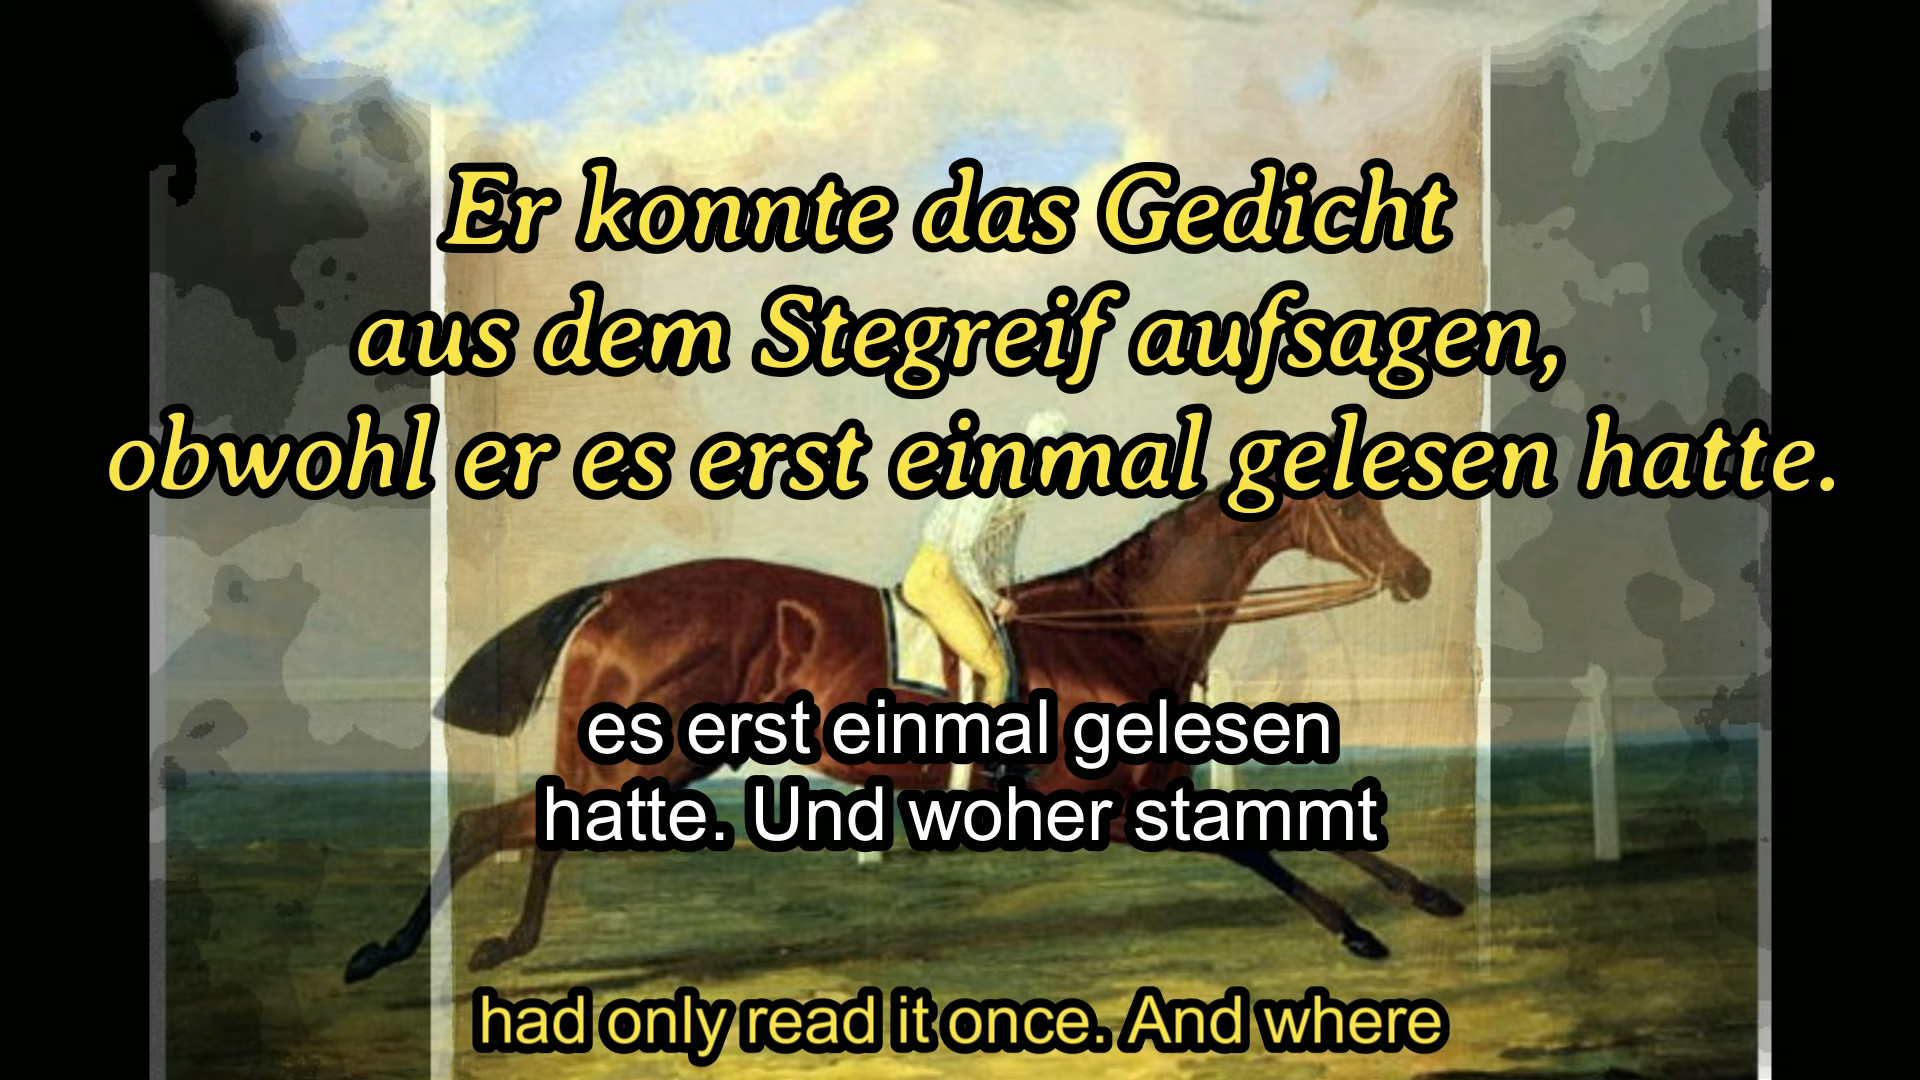 Er konnte das Gedicht
aus dem Stegreif aufsagen,
obwohl er es erst einmal gelesen hatte.
es erst einmal gelesen
hatte. Und woher stammt
had only read it once. And where